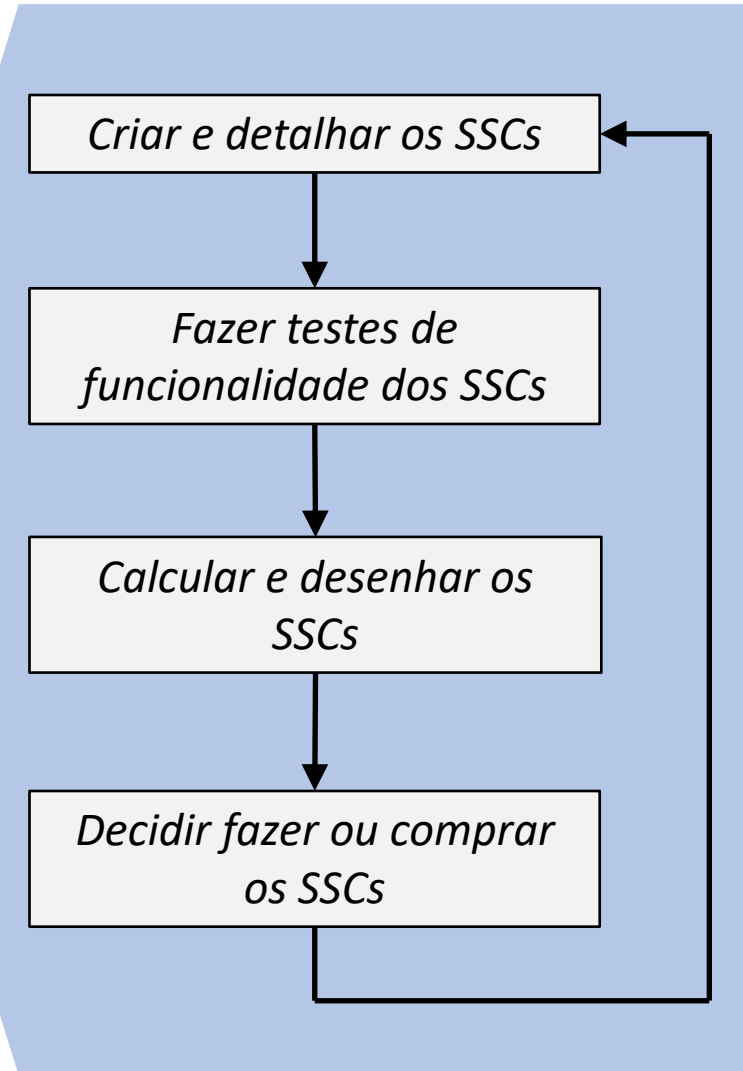 Criar e detalhar os SSCs
Fazer testes de
funcionalidade dos SSCs
Calcular e desenhar os
SSCs
Decidir fazer ou comprar
os SSCs